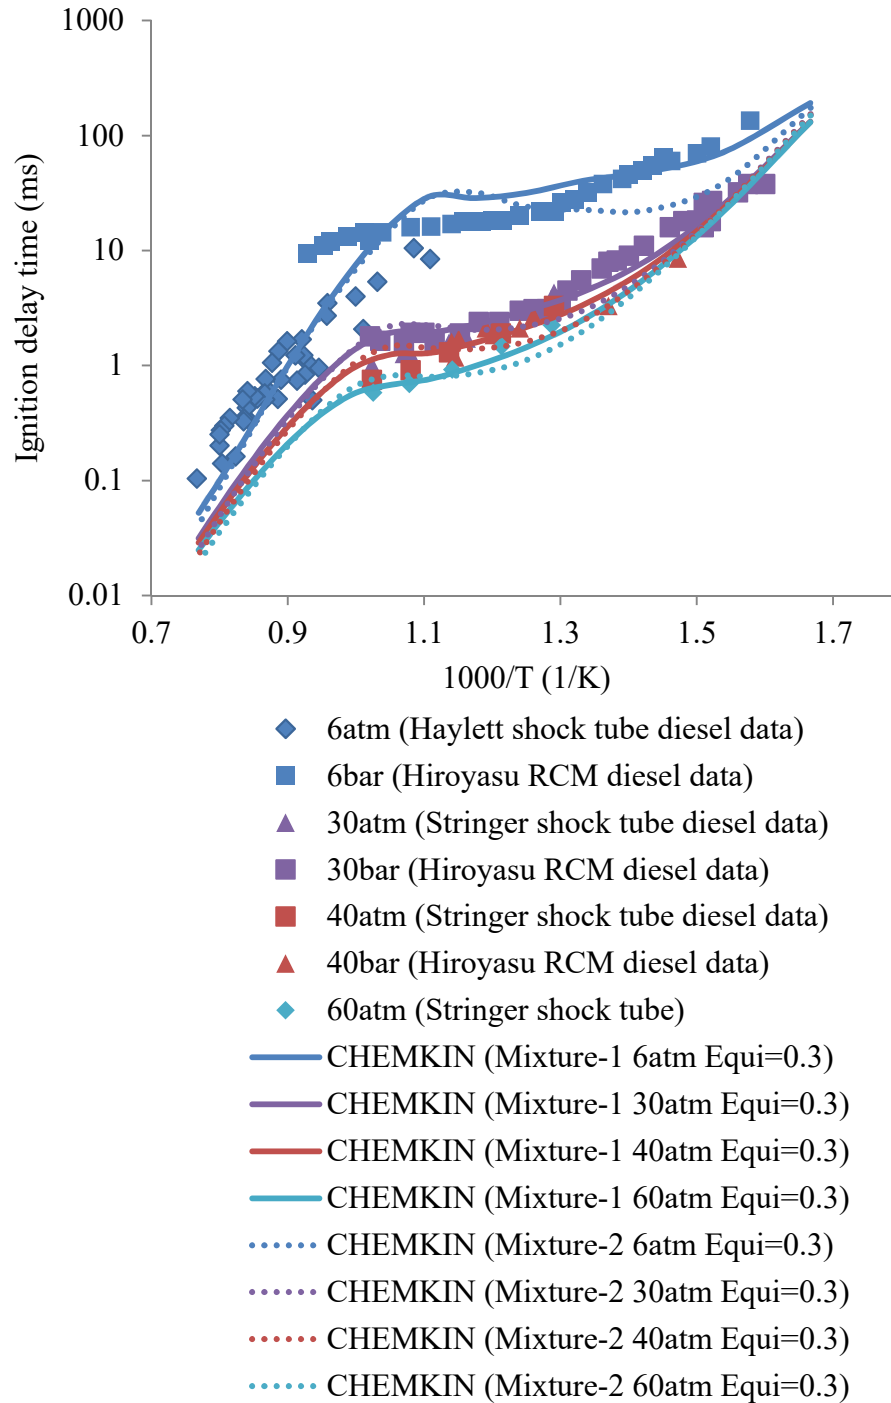 1000
100
10
1
0.1
0.01
Ignition delay time (ms)
0.7 0.9 1.1 1.3 1.5 1.7
1000/T (1/K)
6atm (Haylett shock tube diesel data)
6bar (Hiroyasu RCM diesel data)
30atm (Stringer shock tube diesel data)
30bar (Hiroyasu RCM diesel data)
40atm (Stringer shock tube diesel data)
40bar (Hiroyasu RCM diesel data)
60atm (Stringer shock tube)
CHEMKIN (Mixture-1 6atm Equi=0.3)
CHEMKIN (Mixture-1 30atm Equi=0.3)
CHEMKIN (Mixture-1 40atm Equi=0.3)
CHEMKIN (Mixture-1 60atm Equi=0.3)
CHEMKIN (Mixture-2 6atm Equi=0.3)
CHEMKIN (Mixture-2 30atm Equi=0.3)
CHEMKIN (Mixture-2 40atm Equi=0.3)
CHEMKIN (Mixture-2 60atm Equi=0.3)